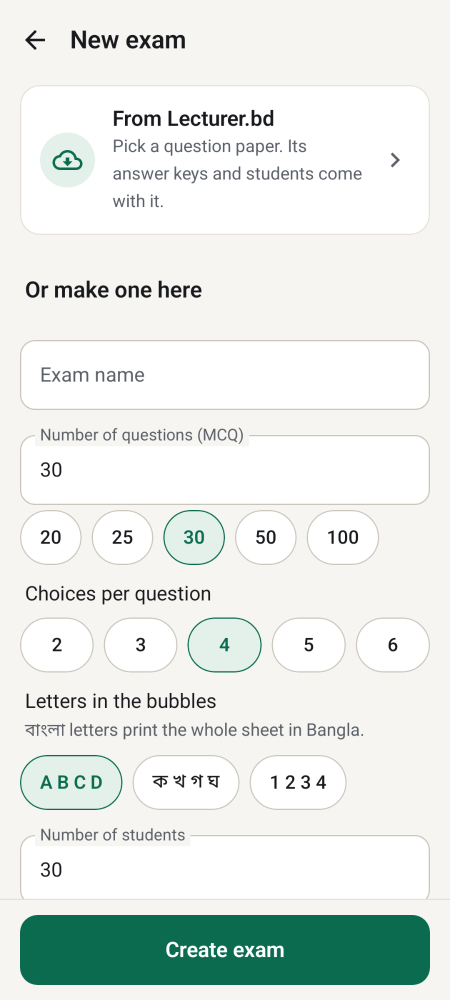 New exam
From Lecturer.bd
Pick a question paper. Its
answer keys and students come
with it.
Or make one here
Exam name
Number of questions (MCQ)
30
20 25 30 50 100
Choices per question
2 3 4 5 6
Letters in the bubbles
বাংলা letters print the whole sheet in Bangla.
A B C D ক খ গ ঘ 1 2 3 4
Number of students
30
Create exam